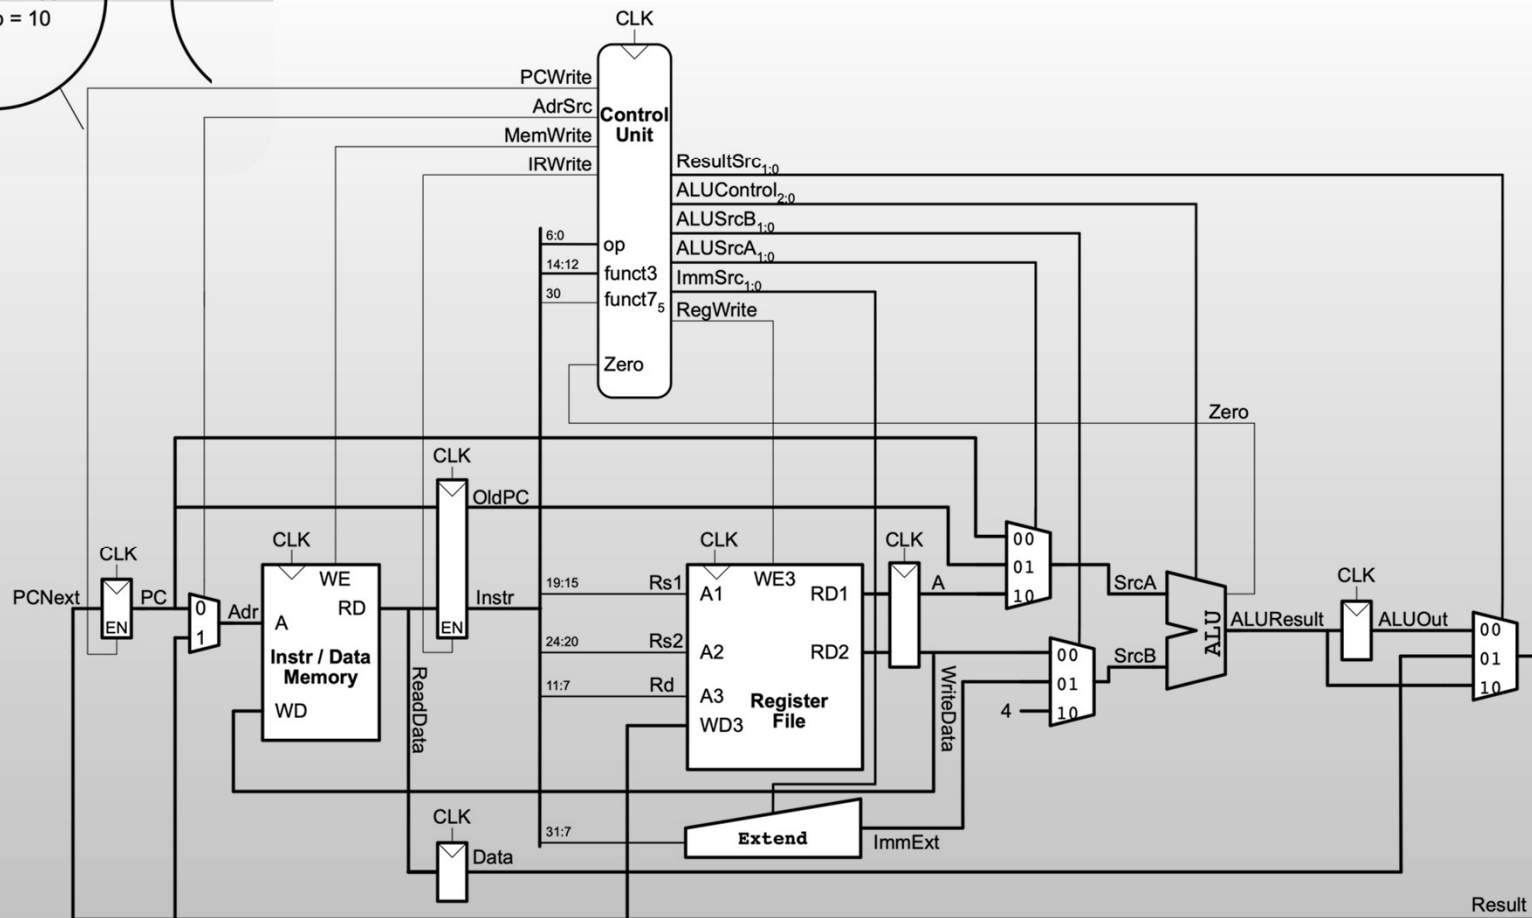 = 10
CLK
PCWrite
AdrSrc
MemWrite
IRWrite
Control
Unit
ResultSrc1:0
ALUControl2:0
ALUSrcB1:0
ALUSrcA1:0
ImmSrc1:0
RegWrite
6:0
op
14:12
funct3
30
funct75
Zero
Zero
CLK
OldPC
CLK
PCNext
EN
PC
0
1
Adr
CLK
WE
RD
A
Instr / Data
Memory
WD
EN
Instr
ReadData
19:15
Rs1
24:20
Rs2
11:7
Rd
CLK
WE3
A1
RD1
A2
RD2
A3
WD3
Register
File
CLK
A
WriteData
00
01
10
SrcA
00
01
10
4
SrcB
ALU
ALUResult
CLK
ALUOut
00
01
10
31:7
Extend
ImmExt
CLK
Data
Result